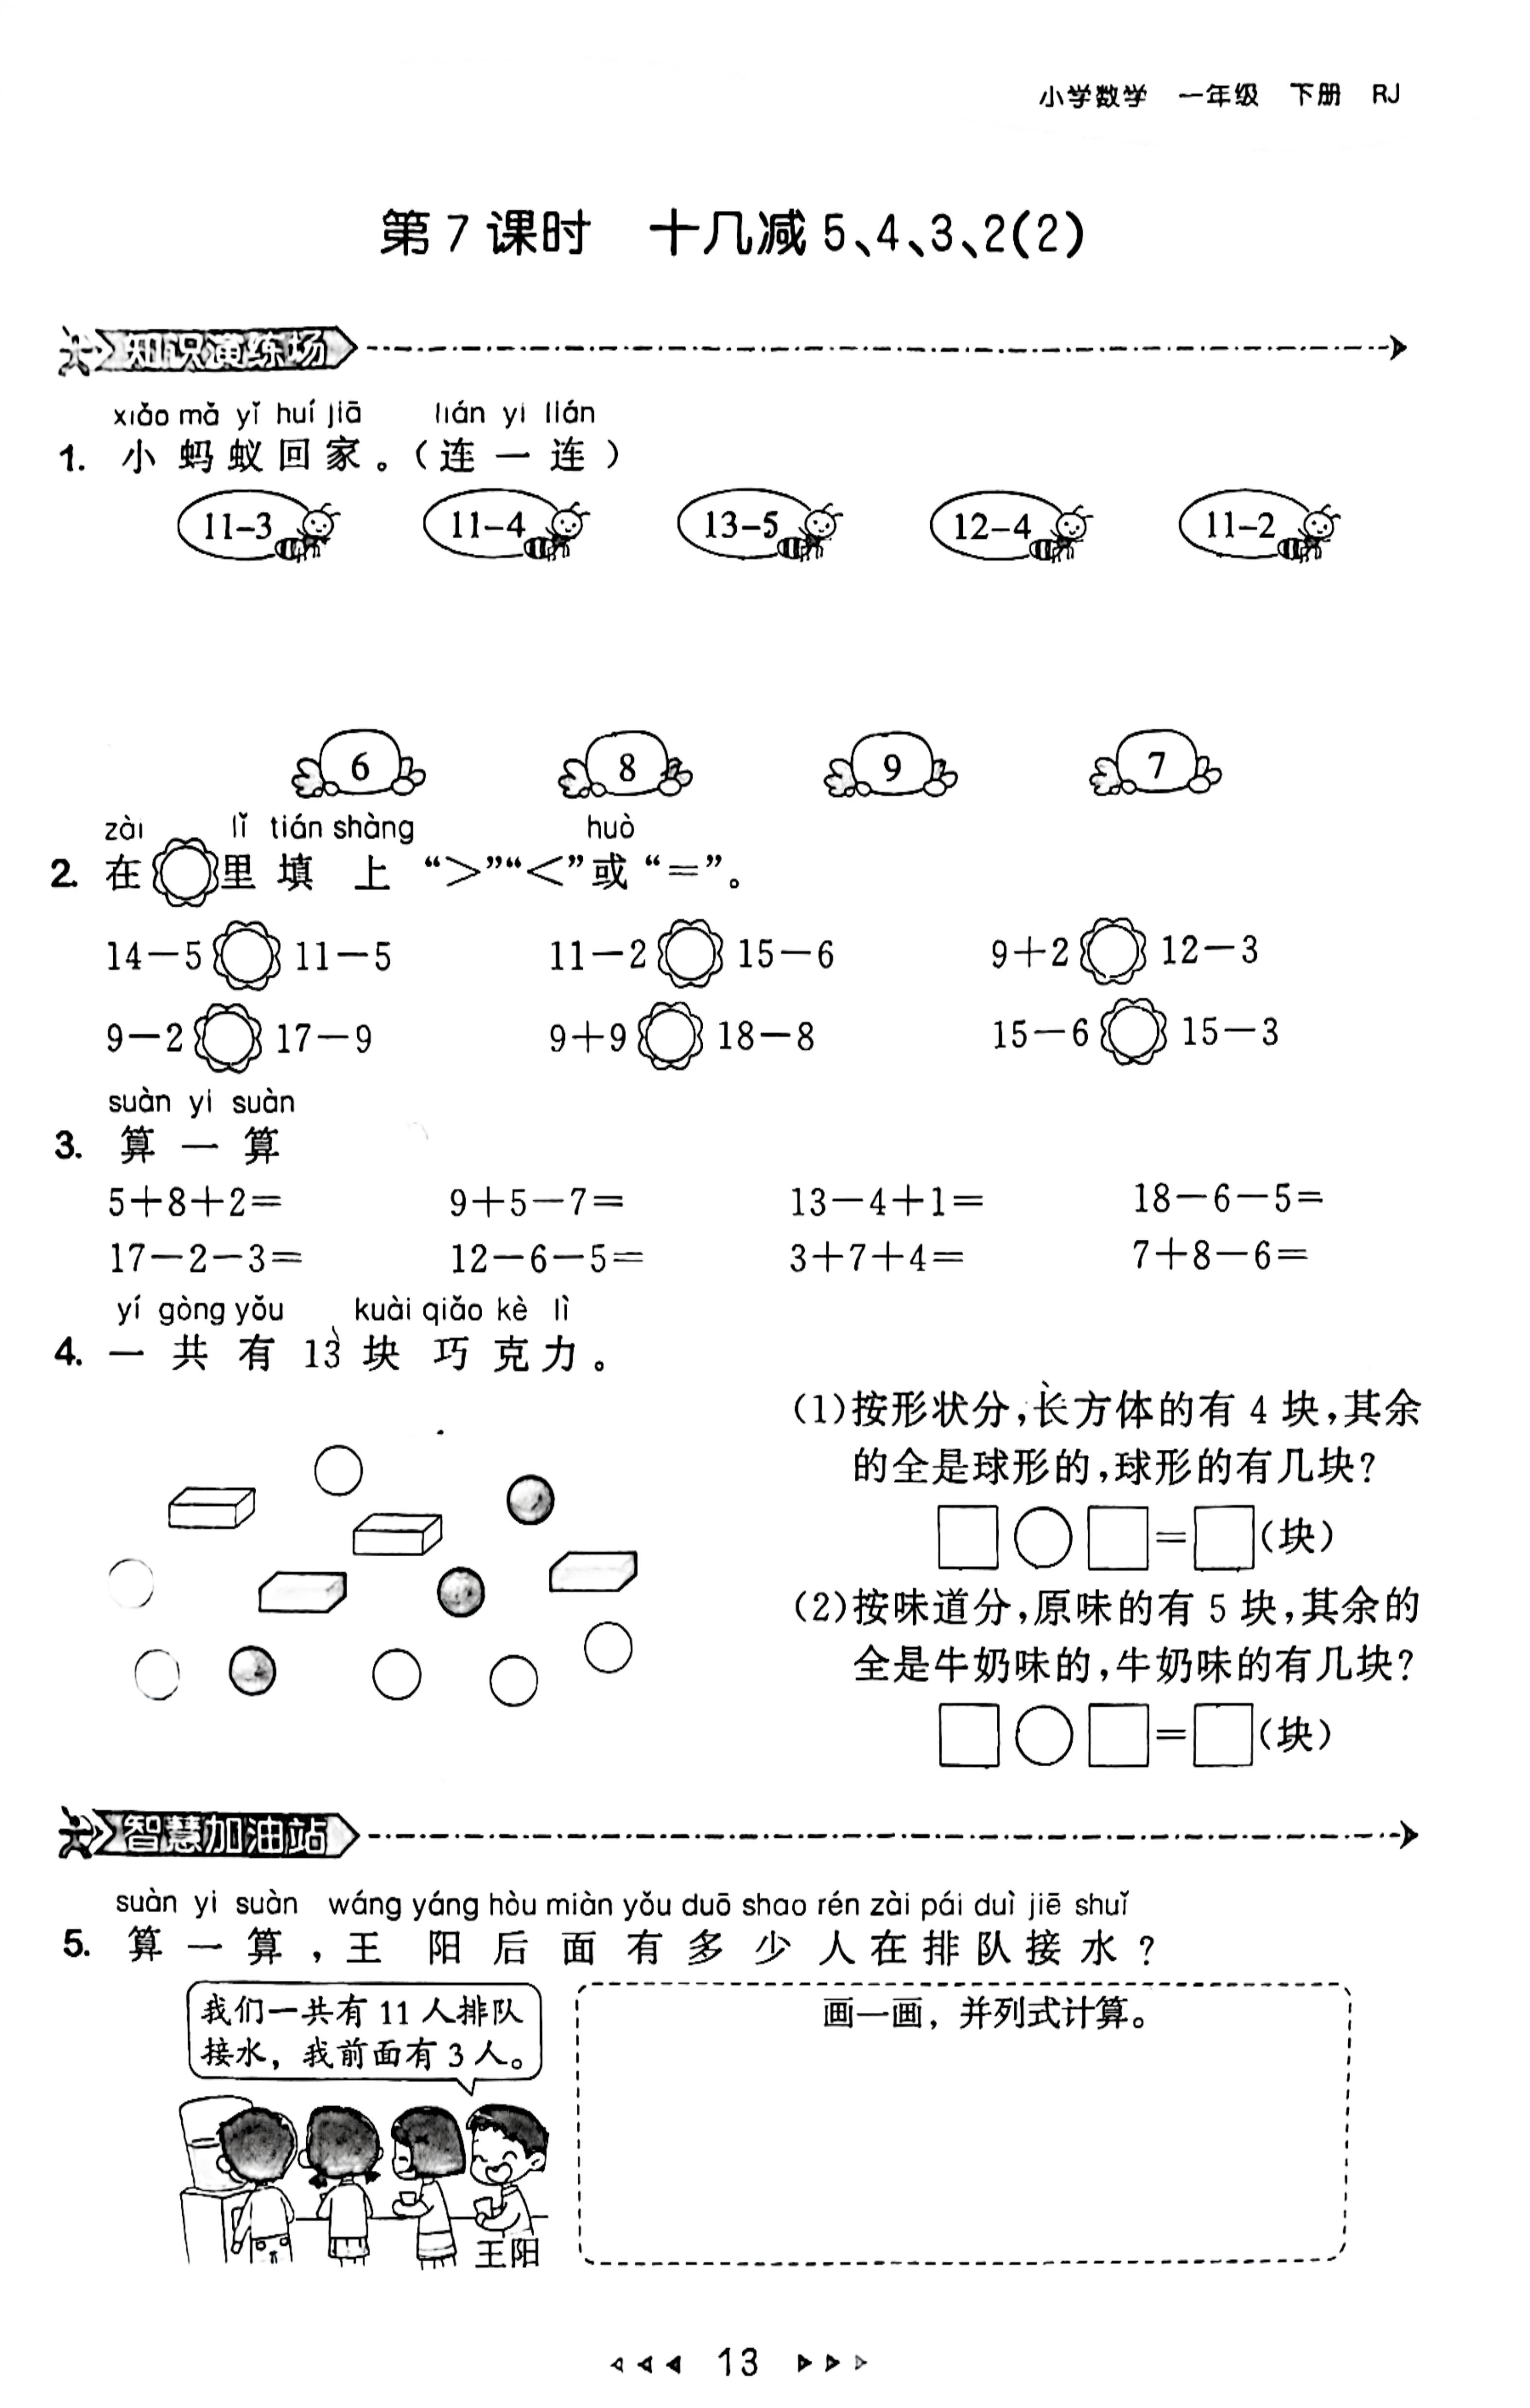 小学数学 一年级 下册 RJ
第7课时 十几减5、4、3、2(2)
知识演练场
xiǎo mǎ yǐ huí jiā lián yi lián
1. 小蚂蚁回家。(连一连)
11-3 11-4 13-5 12-4 11-2
6 8 9 7
zài lǐ tián shàng huò
2. 在 里填上“>”“<”或“=”。
14-5 11-5 11-2 15-6 9+2 12-3
9-2 17-9 9+9 18-8 15-6 15-3
suàn yi suàn
3. 算一算
5+8+2= 9+5-7= 13-4+1= 18-6-5=
17-2-3= 12-6-5= 3+7+4= 7+8-6=
yí gòng yǒu kuài qiǎo kè lì
4. 一共有13块巧克力。
(1)按形状分,长方体的有4块,其余
的全是球形的,球形的有几块?
□○□=□(块)
(2)按味道分,原味的有5块,其余的
全是牛奶味的,牛奶味的有几块?
□○□=□(块)
智慧加油站
suàn yi suàn wáng yáng hòu miàn yǒu duō shao rén zài pái duì jiē shuǐ
5. 算一算,王阳后面有多少人在排队接水?
我们一共有11人排队
接水,我前面有3人。
王阳
画一画,并列式计算。
13